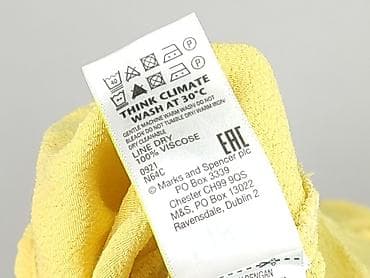 THINK CLIMATE
WASH AT 30°C
GENTLE MACHINE WARM WASH DO NOT
BLEACH DO NOT TUMBLE DRY WARM IRON
DRY CLEANABLE
LINE DRY
100% VISCOSE
0921
N64C
EAC
© Marks and Spencer plc
PO Box 3339
Chester CH99 9QS
M&S, PO Box 13022
Ravensdale, Dublin 2